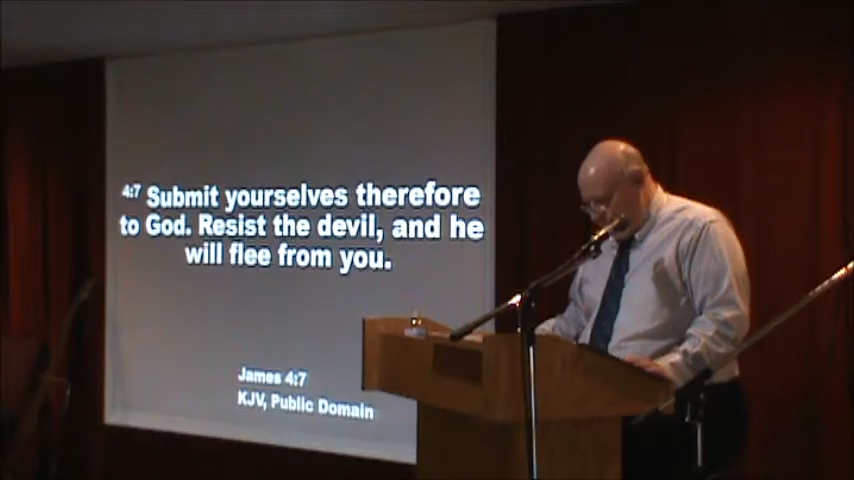 4:7 Submit yourselves therefore
to God. Resist the devil, and he
will flee from you.
James 4:7
KJV, Public Domain